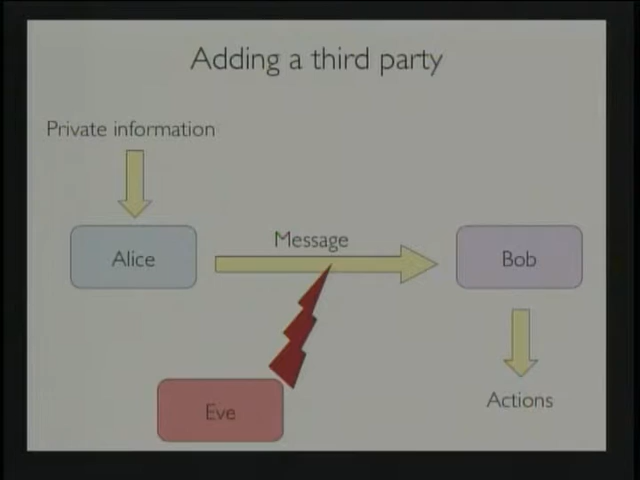 Adding a third party
Private information
Message
Alice
Bob
Actions
Eve